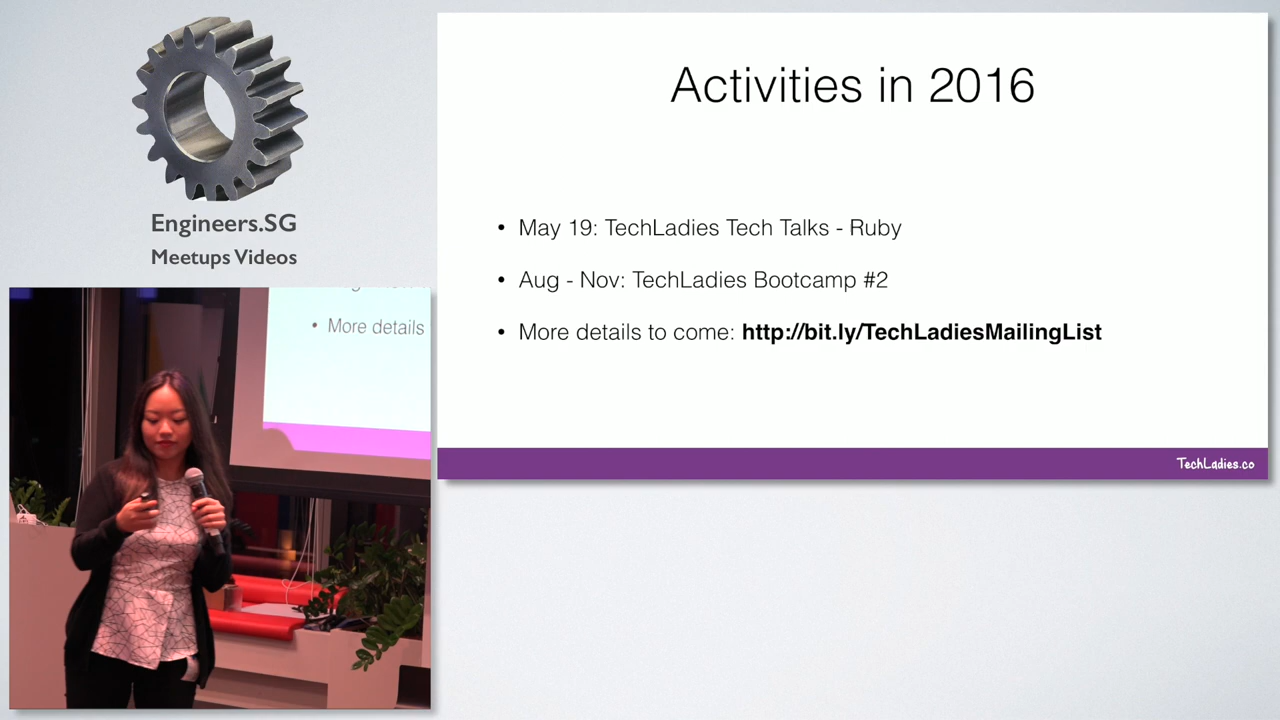 Engineers.SG
Meetups Videos
Activities in 2016
• May 19: TechLadies Tech Talks - Ruby
• Aug - Nov: TechLadies Bootcamp #2
• More details to come: http://bit.ly/TechLadiesMailingList
TechLadies.co
• More details